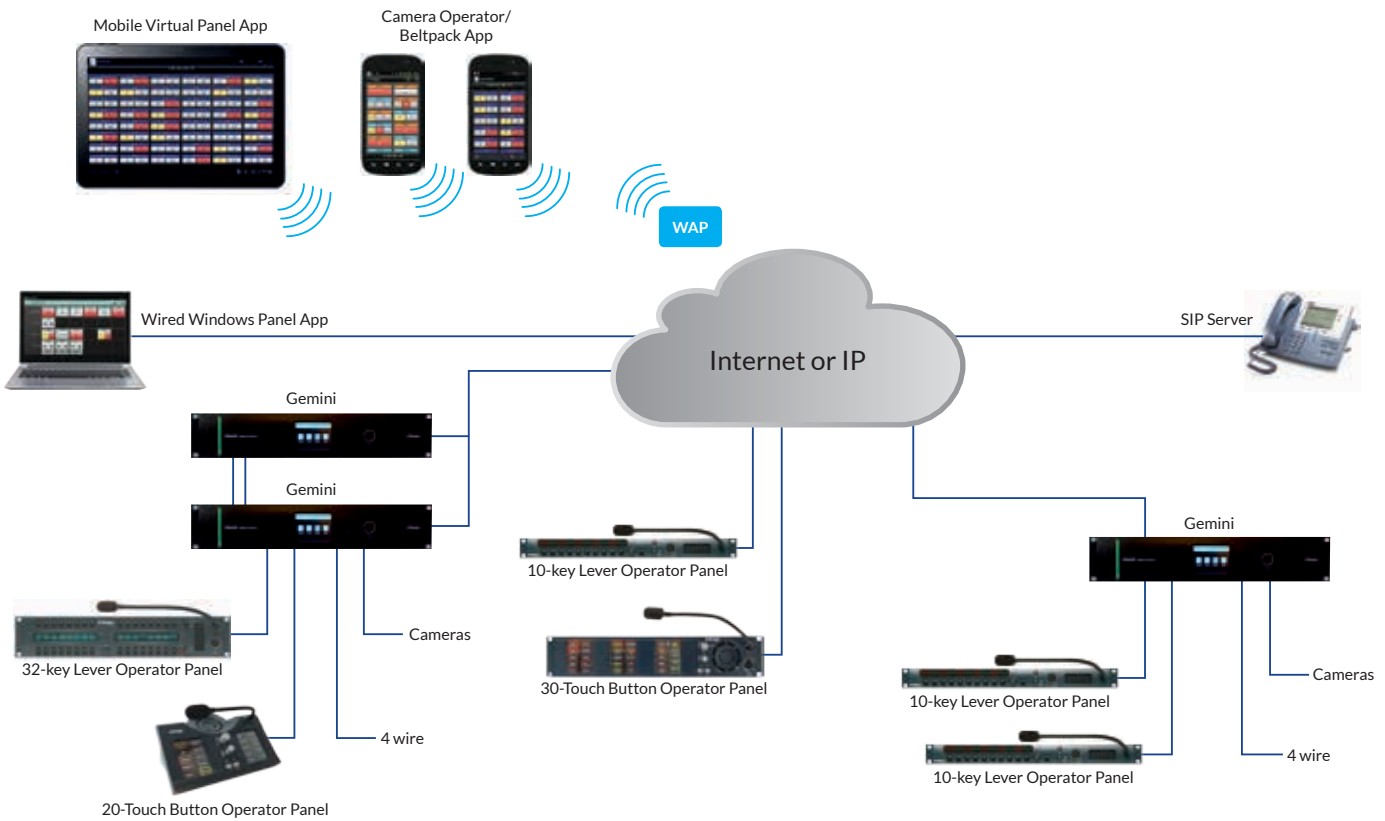 Mobile Virtual Panel App
Camera Operator/
Beltpack App
WAP
Wired Windows Panel App
Internet or IP
SIP Server
Gemini
Gemini
10-key Lever Operator Panel
Gemini
32-key Lever Operator Panel
Cameras
30-Touch Button Operator Panel
10-key Lever Operator Panel
Cameras
4 wire
4 wire
10-key Lever Operator Panel
20-Touch Button Operator Panel